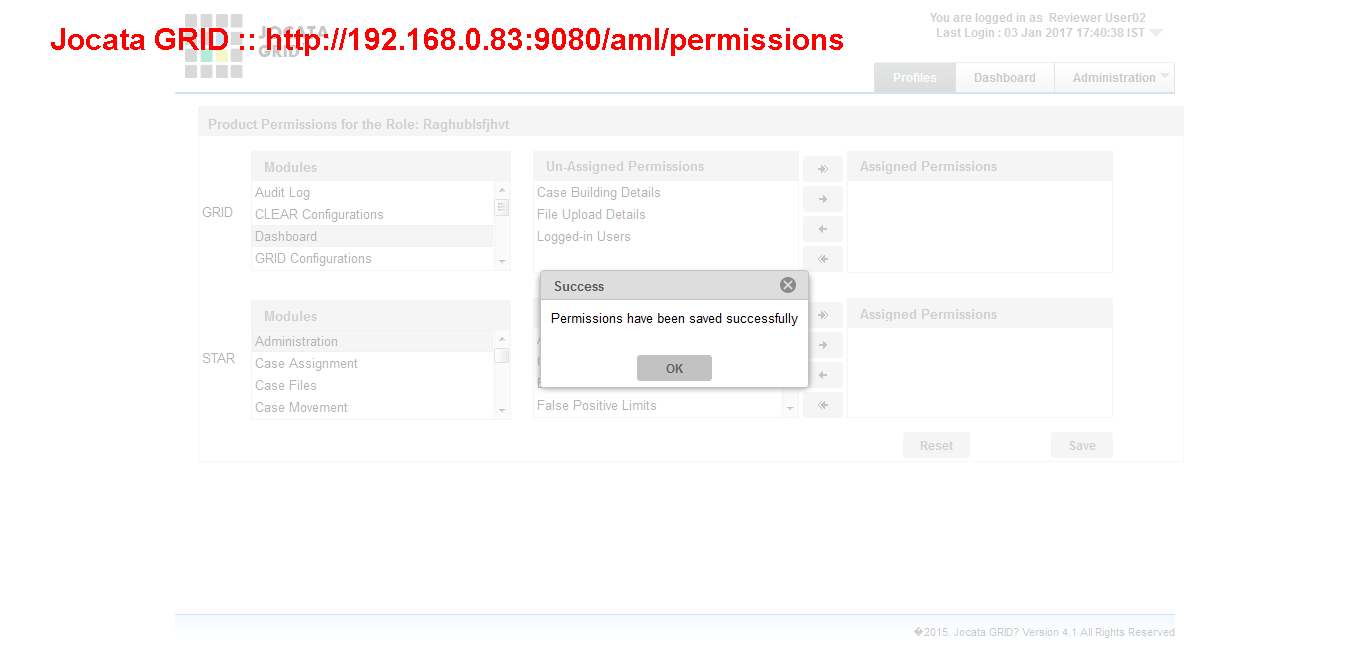 You are logged in as Reviewer User02
Last Login : 03 Jan 2017 17:40:38 IST
Jocata GRID :: http://192.168.0.83:9080/aml/permissions
JOCATA
GRID
Profiles
Dashboard
Administration
Product Permissions for the Role: Raghublsfjhvt
GRID
Modules
Audit Log
CLEAR Configurations
Dashboard
GRID Configurations
Un-Assigned Permissions
Case Building Details
File Upload Details
Logged-in Users
Assigned Permissions
STAR
Modules
Administration
Case Assignment
Case Files
Case Movement
False Positive Limits
Assigned Permissions
Success
Permissions have been saved successfully
OK
Reset
Save
�2015. Jocata GRID? Version 4.1 All Rights Reserved